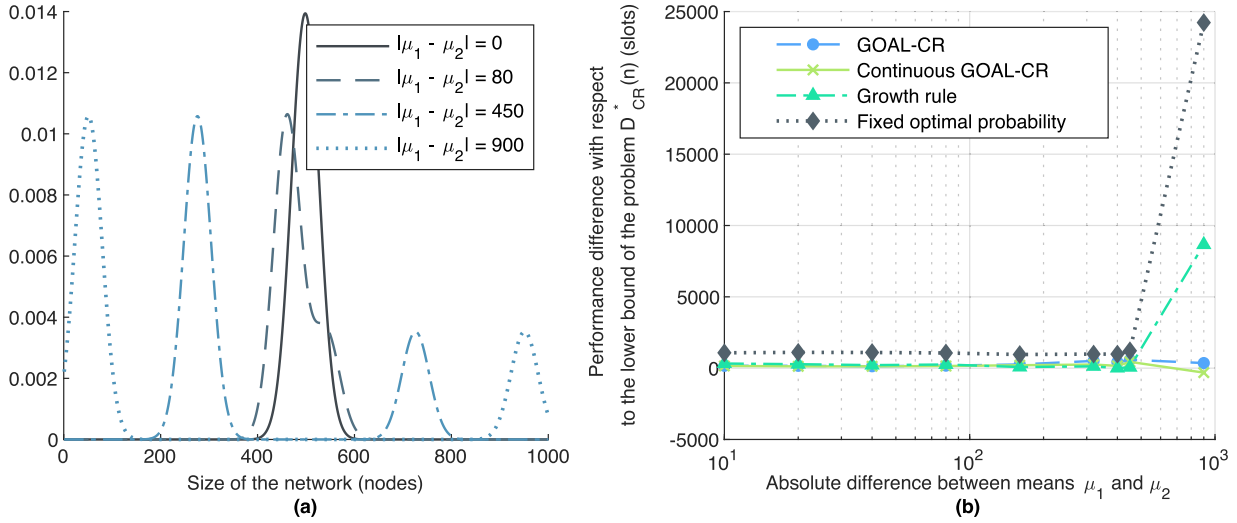 0.014
0.012
0.01
0.008
0.006
0.004
0.002
0
|μ1 - μ2| = 0
|μ1 - μ2| = 80
|μ1 - μ2| = 450
|μ1 - μ2| = 900
0 200 400 600 800 1000
Size of the network (nodes)
(a)
Performance difference with respect
to the lower bound of the problem D*CR(n) (slots)
25000
20000
15000
10000
5000
0
-5000
GOAL-CR
Continuous GOAL-CR
Growth rule
Fixed optimal probability
10^1 10^2 10^3
Absolute difference between means μ1 and μ2
(b)